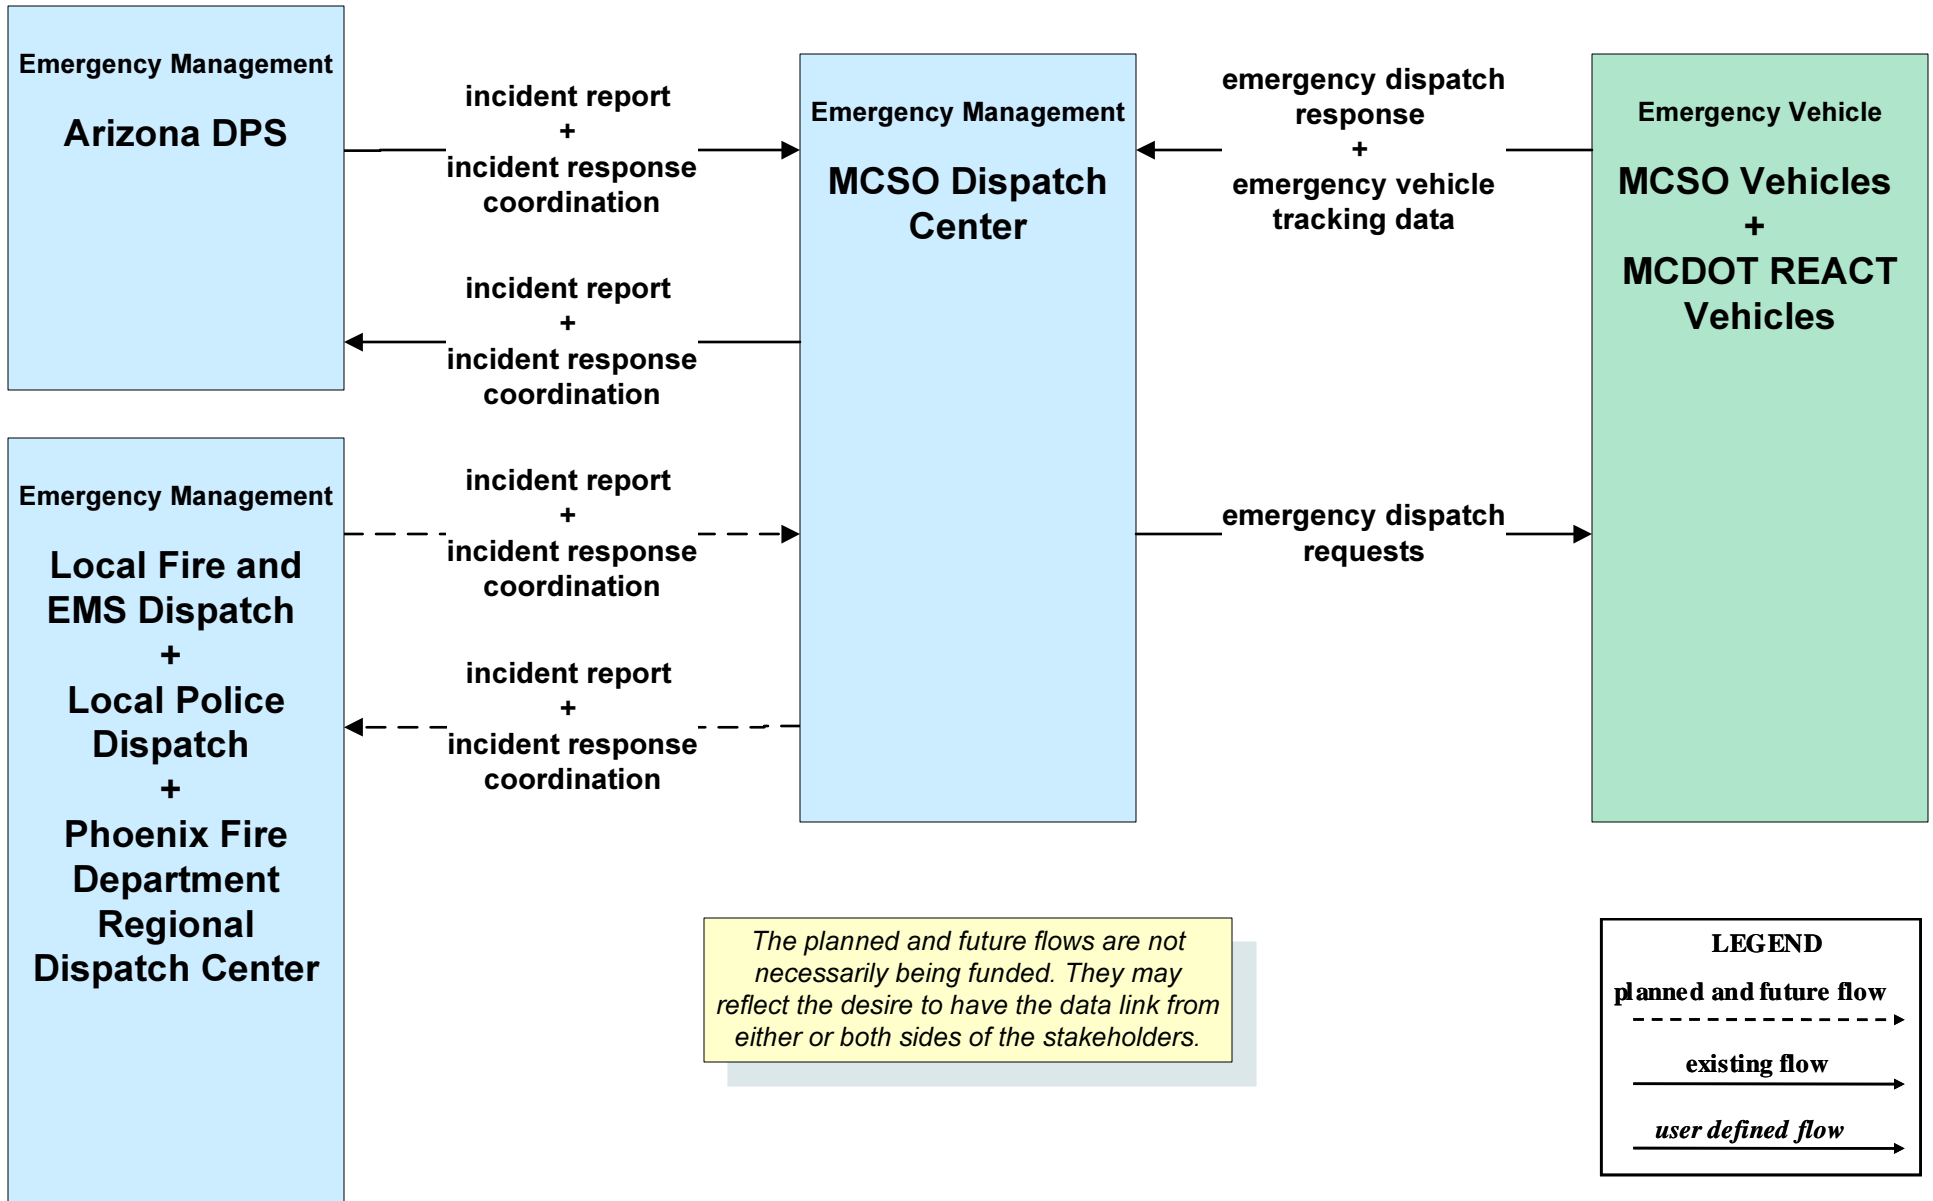 Emergency Management
Arizona DPS
incident report
+
incident response
coordination
incident report
+
incident response
coordination
Emergency Management
Local Fire and
EMS Dispatch
+
Local Police
Dispatch
+
Phoenix Fire
Department
Regional
Dispatch Center
incident report
+
incident response
coordination
incident report
+
incident response
coordination
Emergency Management
MCSO Dispatch
Center
emergency dispatch
response
+
emergency vehicle
tracking data
emergency dispatch
requests
Emergency Vehicle
MCSO Vehicles
+
MCDOT REACT
Vehicles
The planned and future flows are not
necessarily being funded. They may
reflect the desire to have the data link from
either or both sides of the stakeholders.
LEGEND
planned and future flow
existing flow
user defined flow